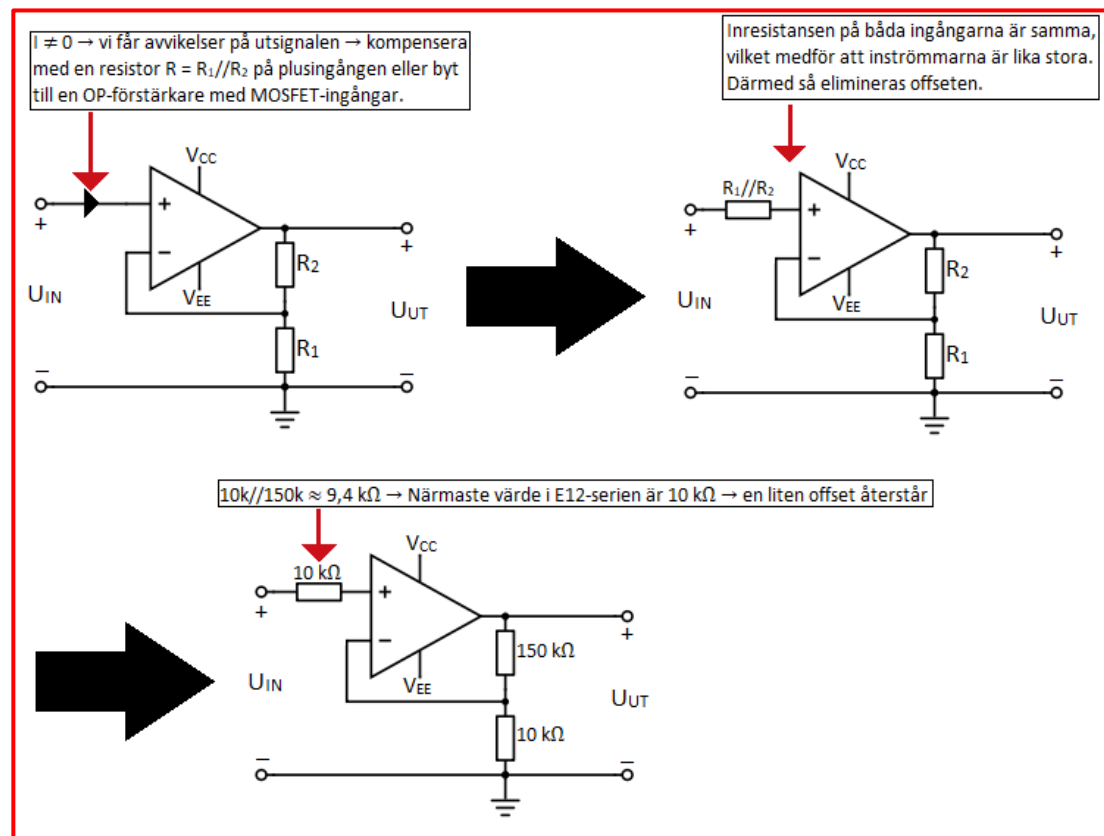 I ≠ 0 → vi får avvikelser på utsignalen → kompensera
med en resistor R = R₁//R₂ på plusingången eller byt
till en OP-förstärkare med MOSFET-ingångar.
Inresistansen på båda ingångarna är samma,
vilket medför att inströmmarna är lika stora.
Därmed så elimineras offseten.
VCC
+
+
−
VEE
R₂
R₁
UIN
+
UUT
−
−
R₁//R₂
VCC
+
+
−
VEE
R₂
R₁
UIN
+
UUT
−
−
10k//150k ≈ 9,4 kΩ → Närmaste värde i E12-serien är 10 kΩ → en liten offset återstår
10 kΩ
VCC
+
+
−
VEE
150 kΩ
10 kΩ
UIN
+
UUT
−
−